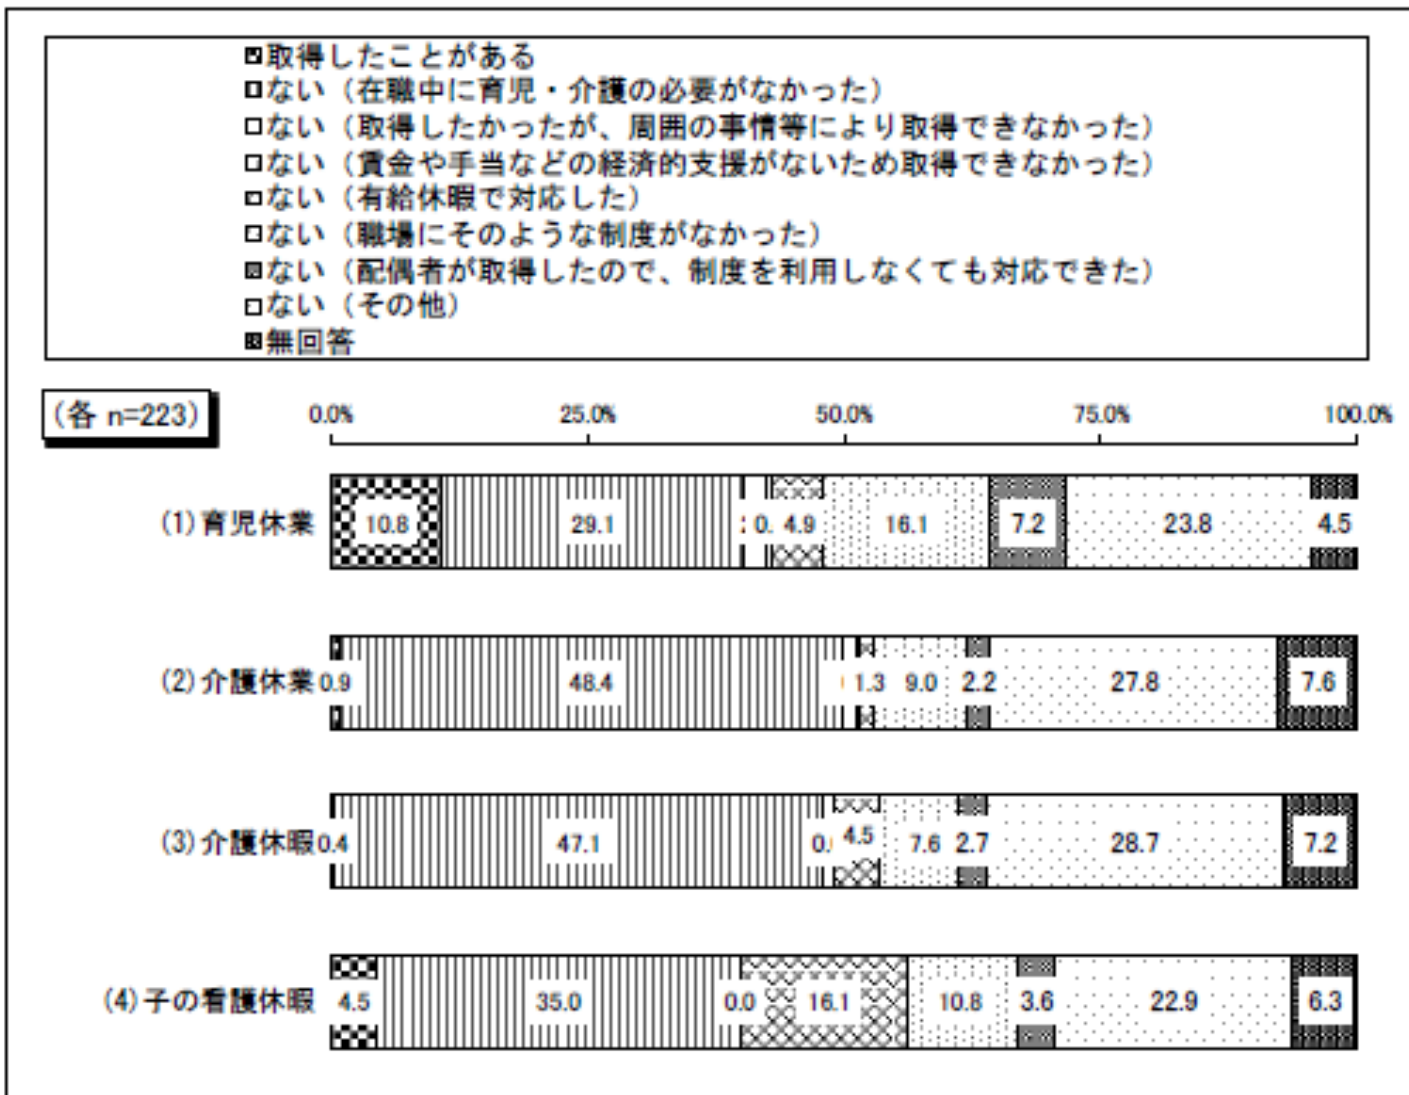 取得したことがある
ない（在職中に育児・介護の必要がなかった）
ない（取得したかったが、周囲の事情等により取得できなかった）
ない（賃金や手当などの経済的支援がないため取得できなかった）
ない（有給休暇で対応した）
ない（職場にそのような制度がなかった）
ない（配偶者が取得したので、制度を利用しなくても対応できた）
ない（その他）
無回答
（各 n=223） 0.0% 25.0% 50.0% 75.0% 100.0%
(1)育児休業 10.8 29.1 4.9 16.1 7.2 23.8 4.5
(2)介護休業 0.9 48.4 1.3 9.0 2.2 27.8 7.6
(3)介護休暇 0.4 47.1 4.5 7.6 2.7 28.7 7.2
(4)子の看護休暇 4.5 35.0 0.0 16.1 10.8 3.6 22.9 6.3